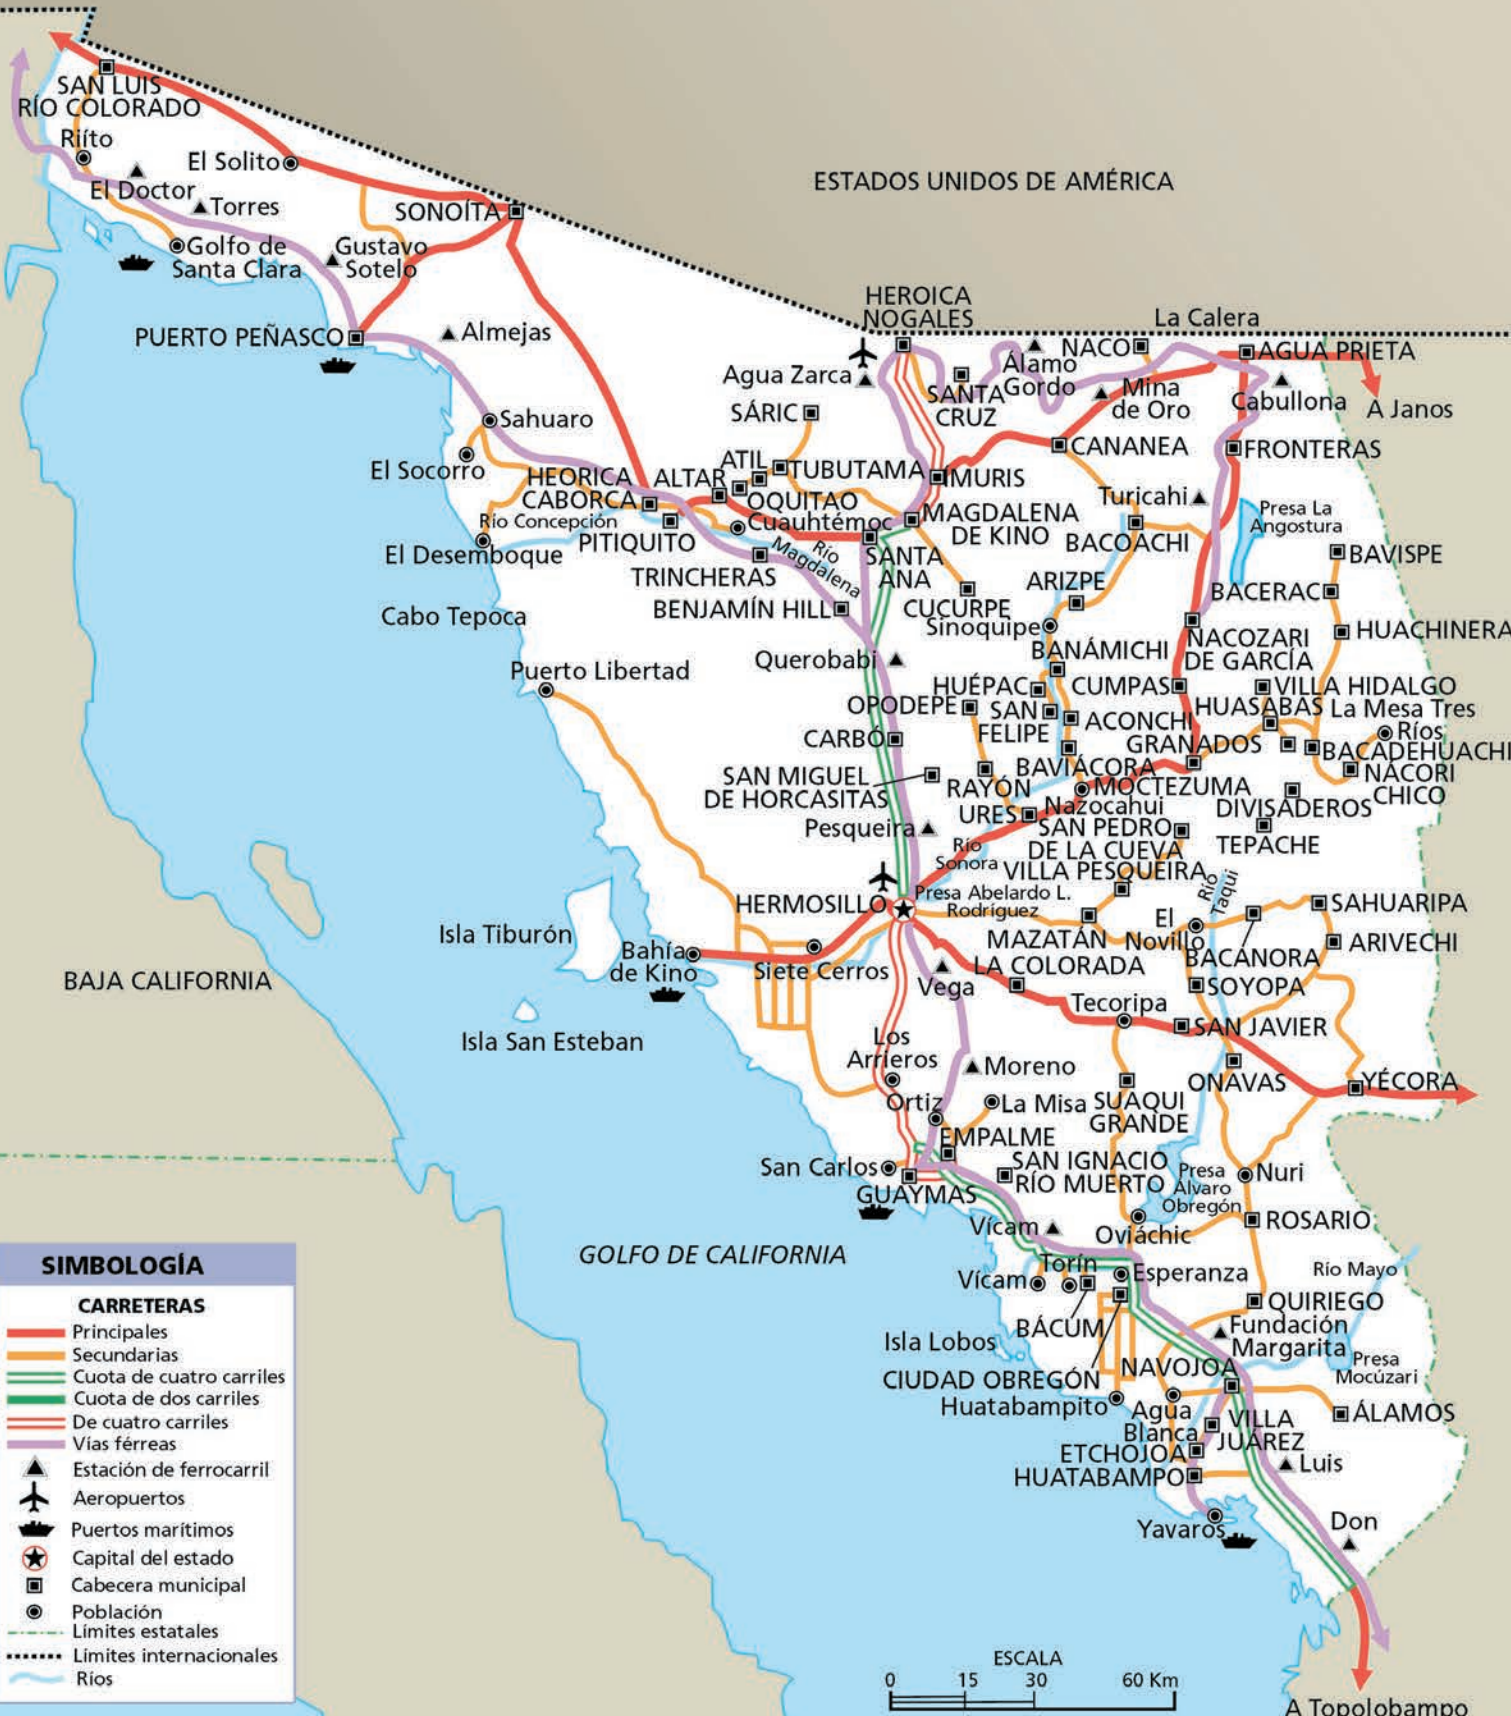 SAN LUIS
RÍO COLORADO
Riíto
El Solito
El Doctor
Torres
SONOÍTA
Golfo de
Santa Clara
Gustavo
Sotelo
ESTADOS UNIDOS DE AMÉRICA
PUERTO PEÑASCO
Almejas
HEROICA
NOGALES
La Calera
NACO
AGUA PRIETA
Agua Zarca
Álamo
Gordo
SANTA
CRUZ
Mina
de Oro
Cabullona
A Janos
SÁRIC
Sahuaro
El Socorro
CANANEA
FRONTERAS
ATIL
TUBUTAMA
ÍMURIS
HEORICA
CABORCA
ALTAR
OQUITAO
Cuauhtémoc
Turicahi
Presa La
Angostura
Río Concepción
PITIQUITO
MAGDALENA
DE KINO
BACOACHI
El Desemboque
Río
Magdalena
SANTA
ANA
BAVISPE
TRINCHERAS
ARIZPE
BACERAC
BENJAMÍN HILL
CUCURPE
Sinoquipe
Cabo Tepoca
NACOZARI
DE GARCÍA
HUACHINERA
Querobabi
BANÁMICHI
Puerto Libertad
HUÉPAC
CUMPAS
VILLA HIDALGO
OPODEPE
SAN
FELIPE
ACONCHI
HUASABAS
La Mesa Tres
Ríos
CARBÓ
GRANADOS
BACADEHUACHI
SAN MIGUEL
DE HORCASITAS
RAYÓN
BAVIÁCORA
MOCTEZUMA
NÁCORI
CHICO
Nazocahui
DIVISADEROS
URES
Pesqueira
SAN PEDRO
DE LA CUEVA
TEPACHE
Río
Sonora
VILLA PESQUEIRA
Río
Taqui
HERMOSILLO
Presa Abelardo L.
Rodríguez
SAHUARIPA
El
Novillo
MAZATÁN
Isla Tiburón
Bahía
de Kino
Siete Cerros
BACANORA
ARIVECHI
BAJA CALIFORNIA
LA COLORADA
Vega
SOYOPA
Tecoripa
SAN JAVIER
Isla San Esteban
Los
Arrieros
Moreno
ONAVAS
YÉCORA
Ortiz
La Misa
SUAQUI
GRANDE
EMPALME
San Carlos
SAN IGNACIO
RÍO MUERTO
Presa
Álvaro
Obregón
Nuri
GUAYMAS
Vícam
Oviáchic
ROSARIO
GOLFO DE CALIFORNIA
Torín
Vícam
Esperanza
Río Mayo
BÁCUM
QUIRIEGO
Fundación
Margarita
Isla Lobos
Presa
Mocúzari
CIUDAD OBREGÓN
NAVOJOA
Huatabampito
Agua
Blanca
VILLA
JUÁREZ
ÁLAMOS
ETCHOJOA
HUATABAMPO
Luis
Yavaros
Don
A Topolobampo
SIMBOLOGÍA
CARRETERAS
Principales
Secundarias
Cuota de cuatro carriles
Cuota de dos carriles
De cuatro carriles
Vías férreas
Estación de ferrocarril
Aeropuertos
Puertos marítimos
Capital del estado
Cabecera municipal
Población
Límites estatales
Límites internacionales
Ríos
ESCALA
0 15 30 60 Km